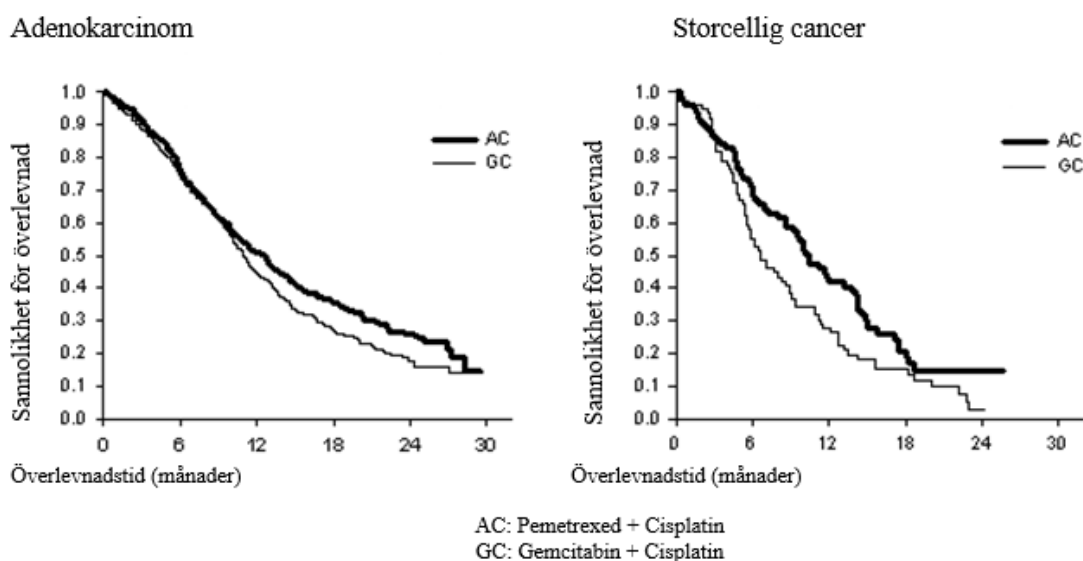 Adenokarcinom
Sannolikhet för överlevnad
1.0
0.9
0.8
0.7
0.6
0.5
0.4
0.3
0.2
0.1
0.0
AC
GC
0 6 12 18 24 30
Överlevnadstid (månader)
Storcellig cancer
Sannolikhet för överlevnad
1.0
0.9
0.8
0.7
0.6
0.5
0.4
0.3
0.2
0.1
0.0
AC
GC
0 6 12 18 24 30
Överlevnadstid (månader)
AC: Pemetrexed + Cisplatin
GC: Gemcitabin + Cisplatin